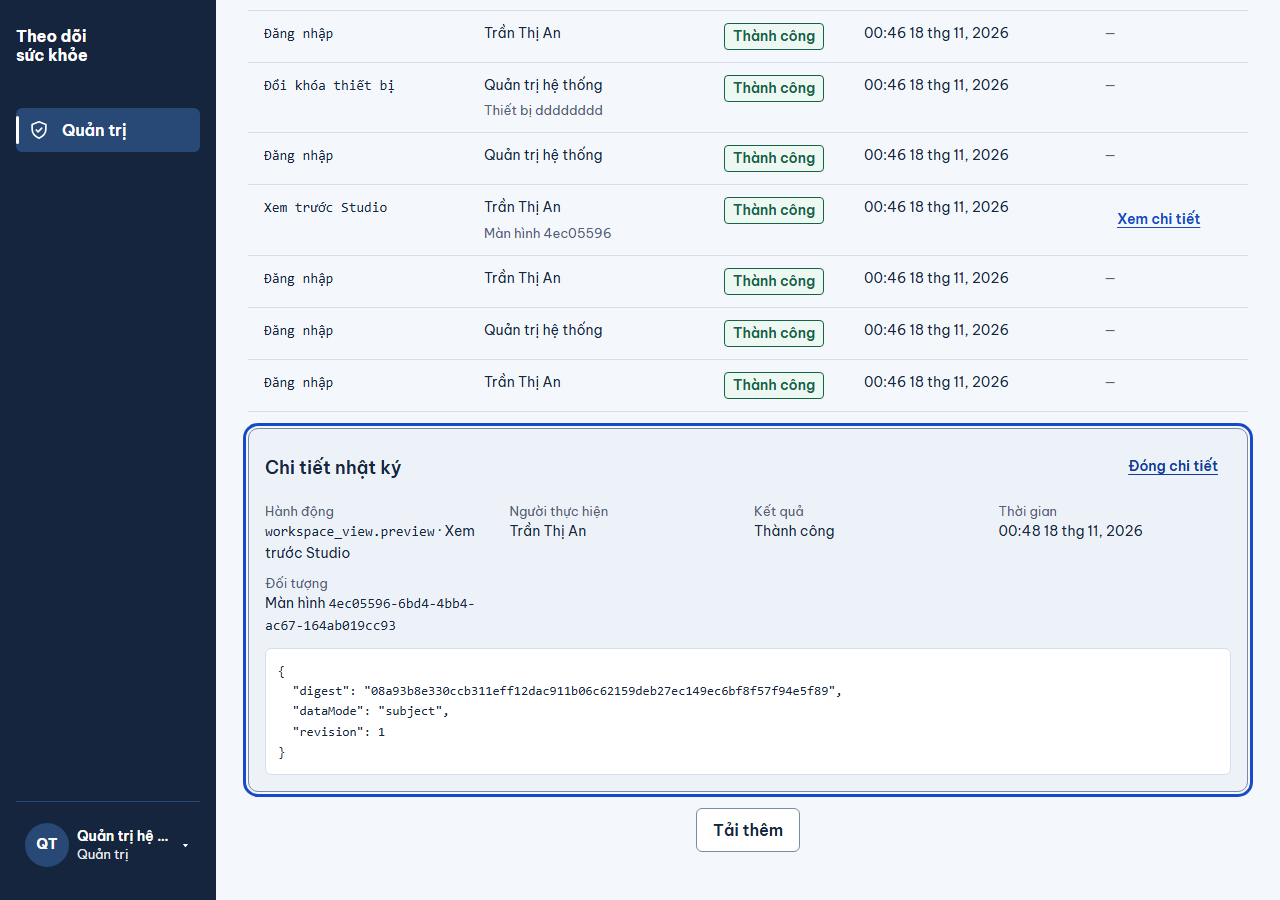 Theo dõi
sức khỏe
Quản trị
Đăng nhập Trần Thị An Thành công 00:46 18 thg 11, 2026 —
Đổi khóa thiết bị Quản trị hệ thống Thành công 00:46 18 thg 11, 2026 —
Thiết bị dddddddd
Đăng nhập Quản trị hệ thống Thành công 00:46 18 thg 11, 2026 —
Xem trước Studio Trần Thị An Thành công 00:46 18 thg 11, 2026 Xem chi tiết
Màn hình 4ec05596
Đăng nhập Trần Thị An Thành công 00:46 18 thg 11, 2026 —
Đăng nhập Quản trị hệ thống Thành công 00:46 18 thg 11, 2026 —
Đăng nhập Trần Thị An Thành công 00:46 18 thg 11, 2026 —
Chi tiết nhật ký Đóng chi tiết
Hành động Người thực hiện Kết quả Thời gian
workspace_view.preview · Xem Trần Thị An Thành công 00:48 18 thg 11, 2026
trước Studio
Đối tượng
Màn hình 4ec05596-6bd4-4bb4-
ac67-164ab019cc93
{
"digest": "08a93b8e330ccb311eff12dac911b06c62159deb27ec149ec6bf8f57f94e5f89",
"dataMode": "subject",
"revision": 1
}
Tải thêm
QT Quản trị hệ ...
Quản trị